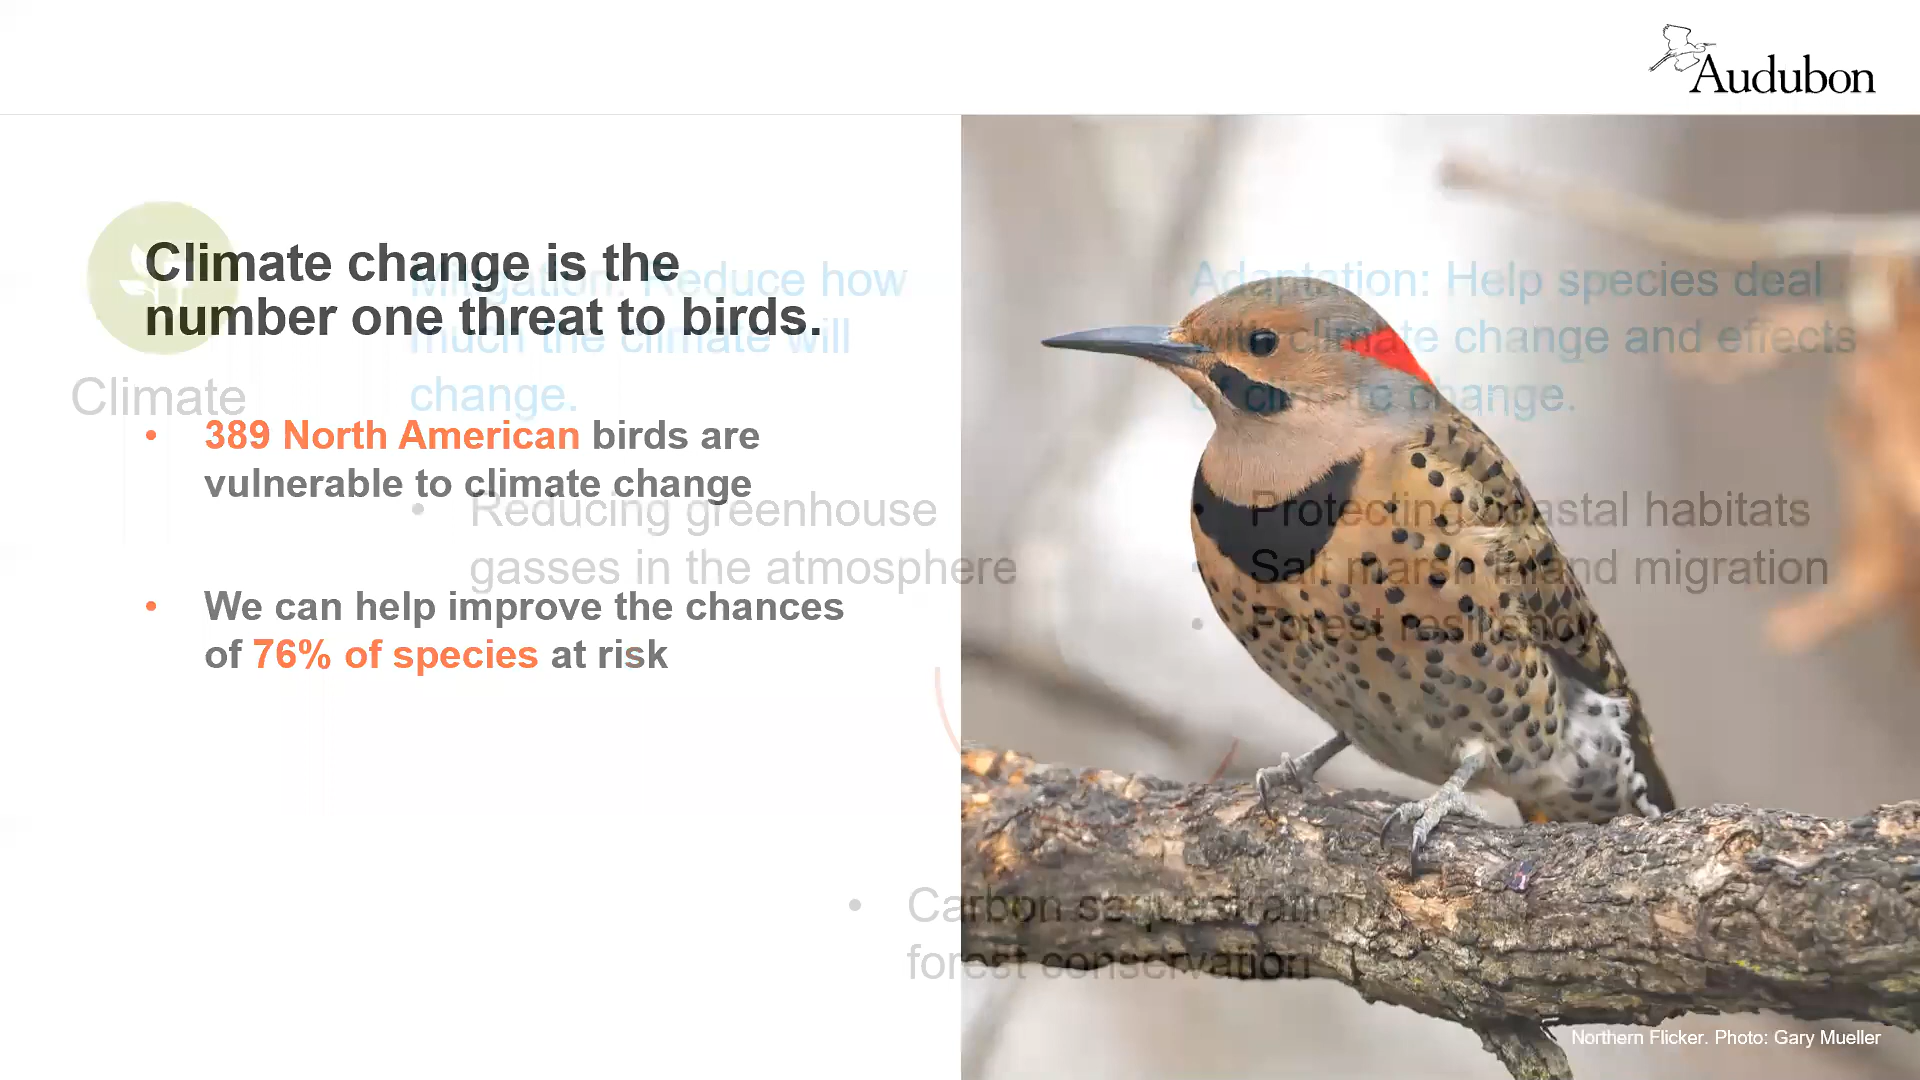 Audubon
Climate change is the
number one threat to birds.
• 389 North American birds are
vulnerable to climate change
• We can help improve the chances
of 76% of species at risk
Climate
Mitigation: Reduce how
much the climate will
change.
• Reducing greenhouse
gasses in the atmosphere
Adaptation: Help species deal
with climate change and effects
of climate change.
• Protecting coastal habitats
• Salt marsh inland migration
• Forest resiliency
• Carbon sequestration
forest conservation
Northern Flicker. Photo: Gary Mueller